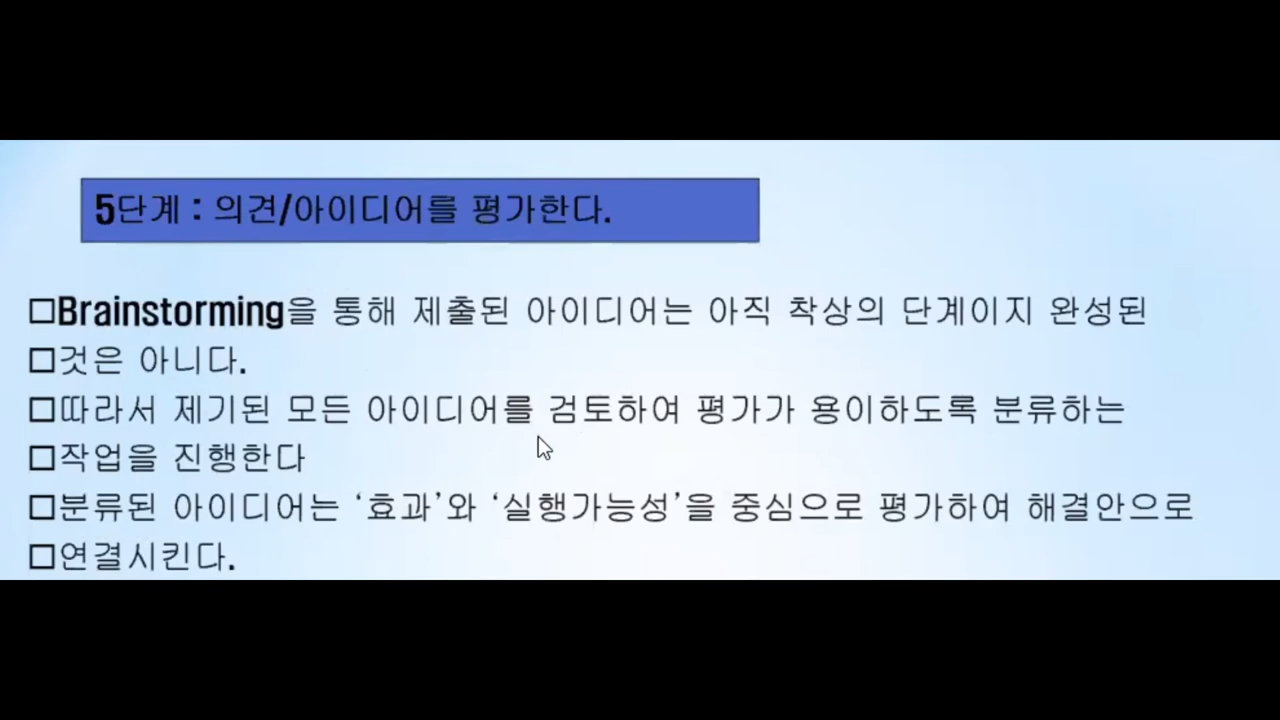 5단계 : 의견/아이디어를 평가한다.
□Brainstorming을 통해 제출된 아이디어는 아직 착상의 단계이지 완성된
□것은 아니다.
□따라서 제기된 모든 아이디어를 검토하여 평가가 용이하도록 분류하는
□작업을 진행한다
□분류된 아이디어는 ‘효과’와 ‘실행가능성’을 중심으로 평가하여 해결안으로
□연결시킨다.